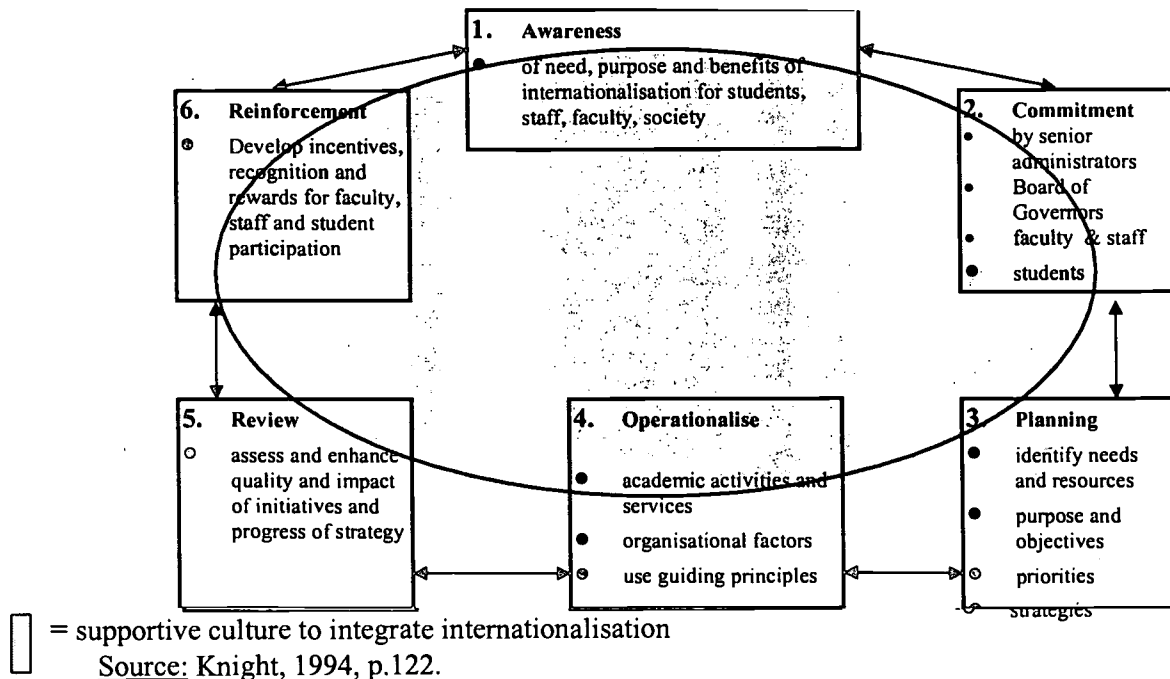 1. Awareness
● of need, purpose and benefits of
internationalisation for students,
staff, faculty, society
2. Commitment
● by senior
administrators
● Board of
Governors
● faculty & staff
● students
3. Planning
● identify needs
and resources
● purpose and
objectives
○ priorities
○ strategies
4. Operationalise
● academic activities and
services
● organisational factors
● use guiding principles
5. Review
○ assess and enhance
quality and impact
of initiatives and
progress of strategy
6. Reinforcement
● Develop incentives,
recognition and
rewards for faculty,
staff and student
participation
= supportive culture to integrate internationalisation
Source: Knight, 1994, p.122.